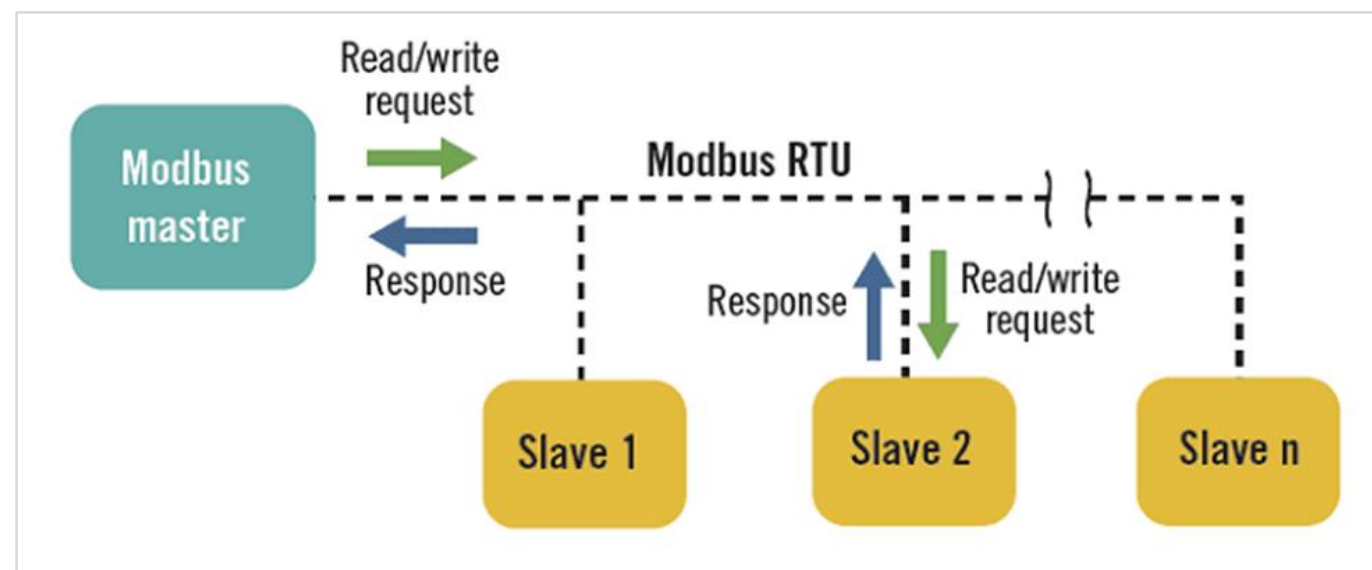 Read/write
request
Modbus
master
Modbus RTU
Response
Response
Read/write
request
Slave 1
Slave 2
Slave n